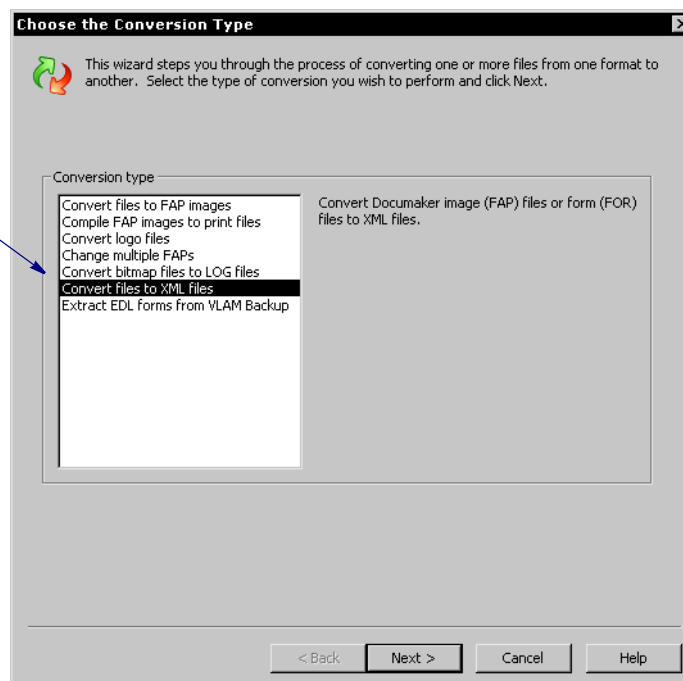 Choose the Conversion Type
This wizard steps you through the process of converting one or more files from one format to
another. Select the type of conversion you wish to perform and click Next.
Conversion type
Convert files to FAP images
Compile FAP images to print files
Convert logo files
Change multiple FAPs
Convert bitmap files to LOG files
Convert files to XML files
Extract EDL forms from VLAM Backup
Convert Documaker image (FAP) files or form (FOR)
files to XML files.
< Back
Next >
Cancel
Help